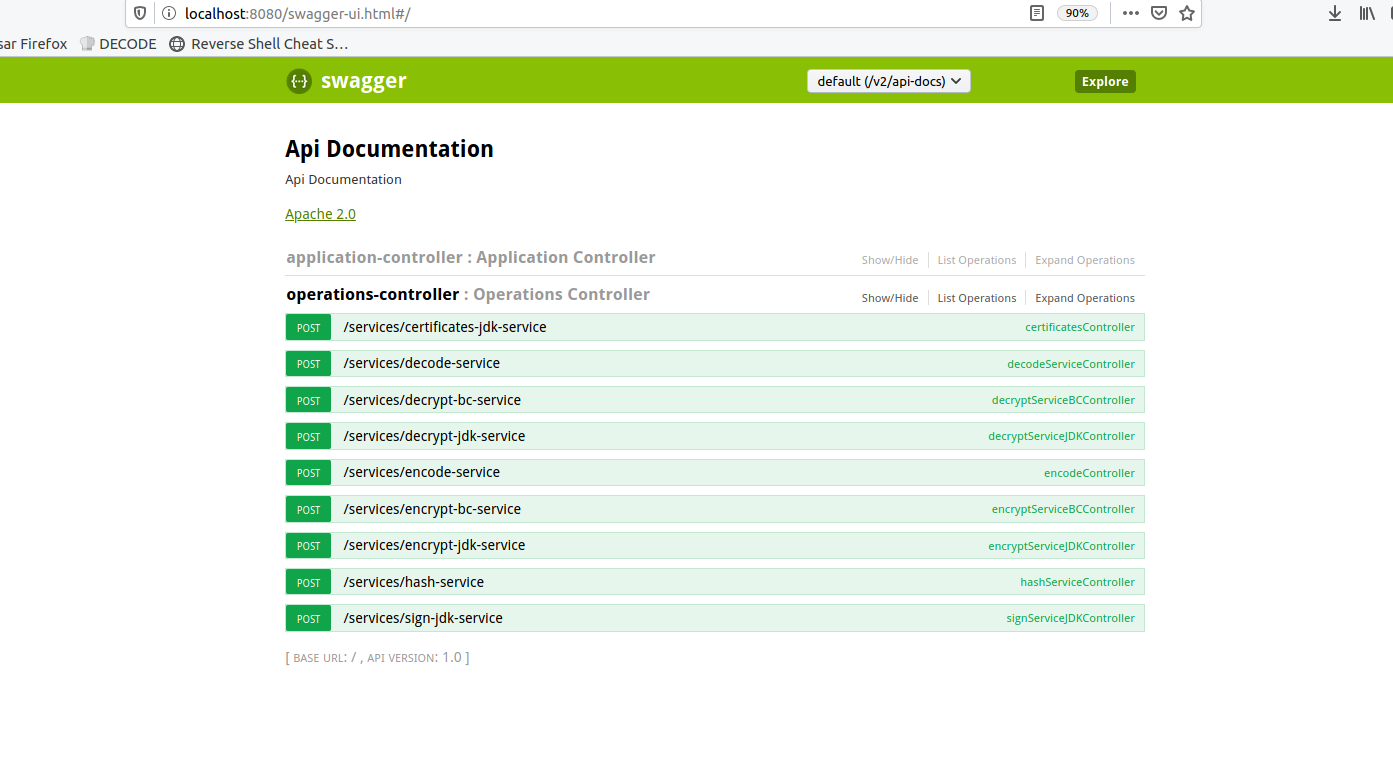 localhost:8080/swagger-ui.html#/ 90%
sar Firefox DECODE Reverse Shell Cheat S...
{···} swagger default (/v2/api-docs) Explore
Api Documentation
Api Documentation
Apache 2.0
application-controller : Application Controller Show/Hide List Operations Expand Operations
operations-controller : Operations Controller Show/Hide List Operations Expand Operations
POST /services/certificates-jdk-service certificatesController
POST /services/decode-service decodeServiceController
POST /services/decrypt-bc-service decryptServiceBCController
POST /services/decrypt-jdk-service decryptServiceJDKController
POST /services/encode-service encodeController
POST /services/encrypt-bc-service encryptServiceBCController
POST /services/encrypt-jdk-service encryptServiceJDKController
POST /services/hash-service hashServiceController
POST /services/sign-jdk-service signServiceJDKController
[ BASE URL: / , API VERSION: 1.0 ]